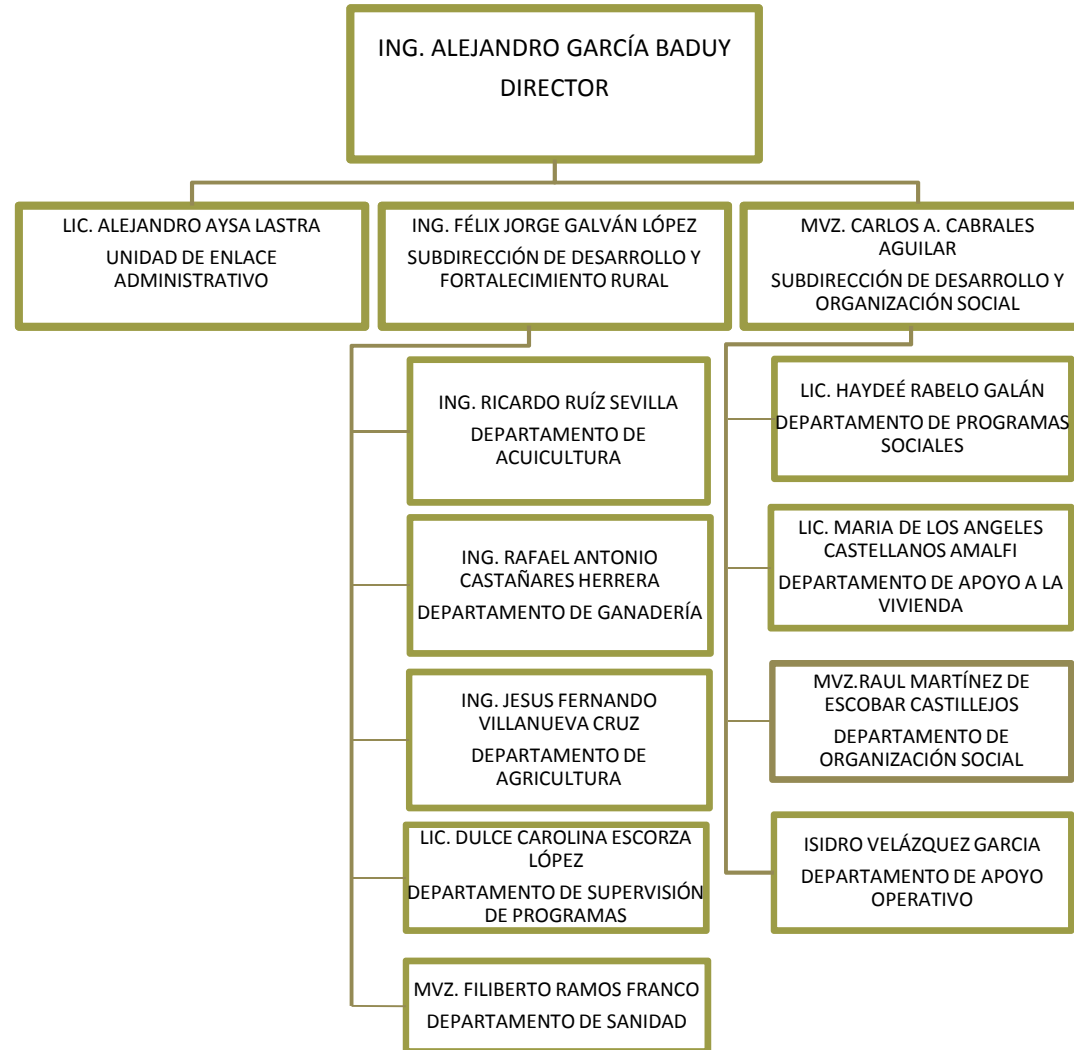 ING. ALEJANDRO GARCÍA BADUY
DIRECTOR
LIC. ALEJANDRO AYSA LASTRA
UNIDAD DE ENLACE
ADMINISTRATIVO
ING. FÉLIX JORGE GALVÁN LÓPEZ
SUBDIRECCIÓN DE DESARROLLO Y
FORTALECIMIENTO RURAL
MVZ. CARLOS A. CABRALES
AGUILAR
SUBDIRECCIÓN DE DESARROLLO Y
ORGANIZACIÓN SOCIAL
ING. RICARDO RUÍZ SEVILLA
DEPARTAMENTO DE
ACUICULTURA
ING. RAFAEL ANTONIO
CASTAÑARES HERRERA
DEPARTAMENTO DE GANADERÍA
ING. JESUS FERNANDO
VILLANUEVA CRUZ
DEPARTAMENTO DE
AGRICULTURA
LIC. DULCE CAROLINA ESCORZA
LÓPEZ
DEPARTAMENTO DE SUPERVISIÓN
DE PROGRAMAS
MVZ. FILIBERTO RAMOS FRANCO
DEPARTAMENTO DE SANIDAD
LIC. HAYDEÉ RABELO GALÁN
DEPARTAMENTO DE PROGRAMAS
SOCIALES
LIC. MARIA DE LOS ANGELES
CASTELLANOS AMALFI
DEPARTAMENTO DE APOYO A LA
VIVIENDA
MVZ.RAUL MARTÍNEZ DE
ESCOBAR CASTILLEJOS
DEPARTAMENTO DE
ORGANIZACIÓN SOCIAL
ISIDRO VELÁZQUEZ GARCIA
DEPARTAMENTO DE APOYO
OPERATIVO